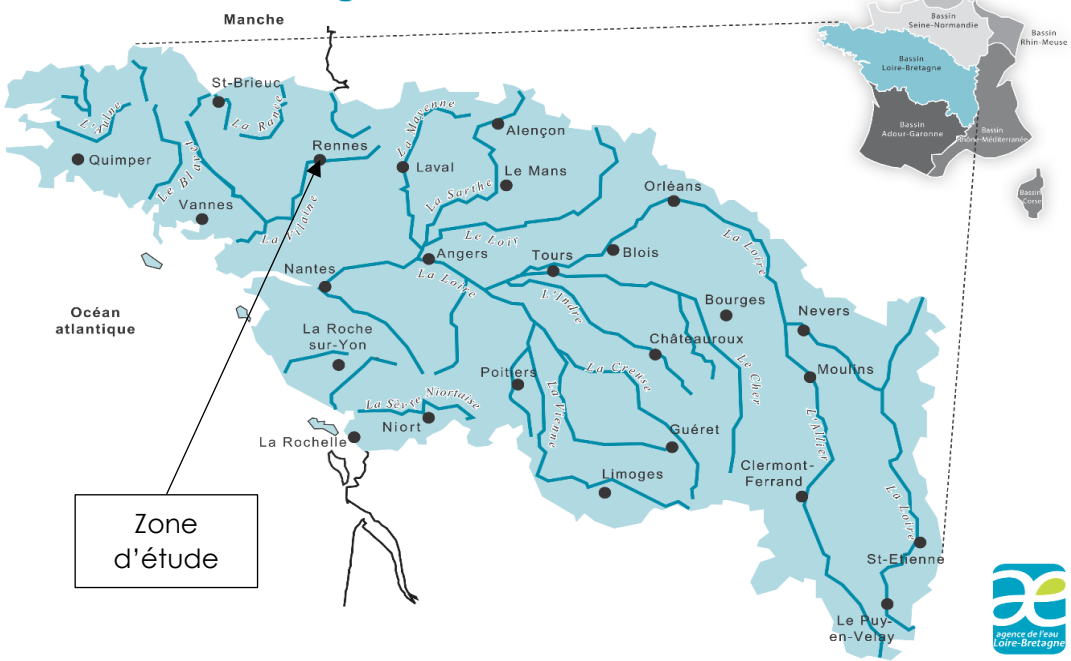 Manche
Bassin
Seine-Normandie
Bassin
Rhin-Meuse
Bassin
Loire-Bretagne
Bassin
Adour-Garonne
Bassin
Rhône-Méditerranée
Bassin
Corse
St-Brieuc
L'Aulne
La Rance
La Mayenne
Alençon
Rennes
Quimper
Le Blavet
Laval
Le Mans
La Sarthe
Orléans
Vannes
La Vilaine
Le Loir
La Loire
Angers
Tours
Blois
Nantes
La Loire
L'Indre
Bourges
Nevers
Océan
atlantique
La Roche
sur-Yon
Châteauroux
Le Cher
Moulins
Poitiers
La Creuse
La Vienne
La Sèvre Niortaise
Niort
L'Allier
Guéret
La Rochelle
Limoges
Clermont-
Ferrand
La Loire
Zone
d'étude
St-Etienne
Le Puy-
en-Velay
agence de l'eau
Loire-Bretagne